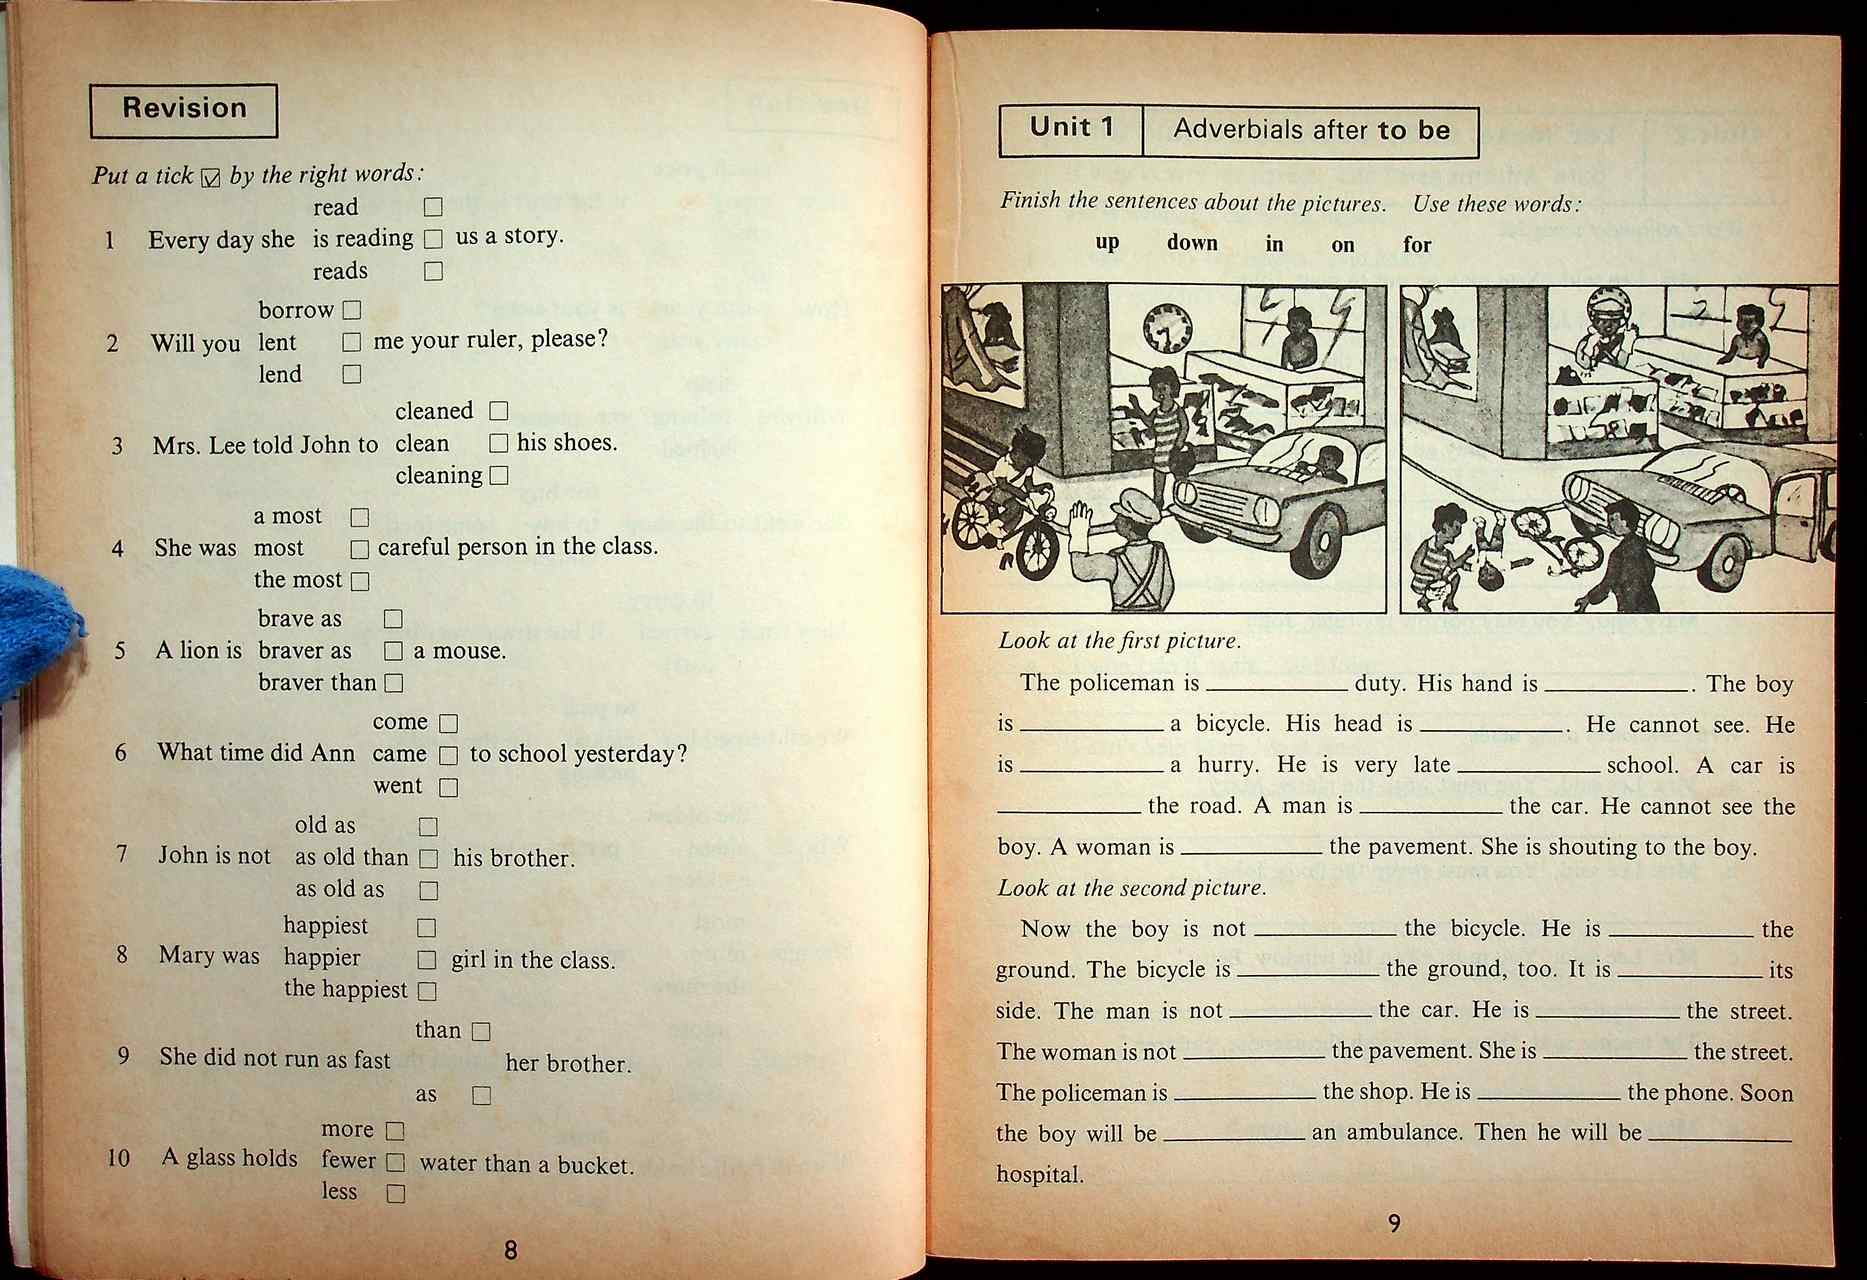 Revision
Put a tick ☑ by the right words:
read ☐
1 Every day she is reading ☐ us a story.
reads ☐
borrow ☐
2 Will you lent ☐ me your ruler, please?
lend ☐
cleaned ☐
3 Mrs. Lee told John to clean ☐ his shoes.
cleaning ☐
a most ☐
4 She was most ☐ careful person in the class.
the most ☐
brave as ☐
5 A lion is braver as ☐ a mouse.
braver than ☐
come ☐
6 What time did Ann came ☐ to school yesterday?
went ☐
old as ☐
7 John is not as old than ☐ his brother.
as old as ☐
happiest ☐
8 Mary was happier ☐ girl in the class.
the happiest ☐
than ☐
9 She did not run as fast her brother.
as ☐
more ☐
10 A glass holds fewer ☐ water than a bucket.
less ☐
8
Unit 1 Adverbials after to be
Finish the sentences about the pictures. Use these words:
up down in on for
Look at the first picture.
The policeman is ________ duty. His hand is ________. The boy
is ________ a bicycle. His head is ________. He cannot see. He
is ________ a hurry. He is very late ________ school. A car is
________ the road. A man is ________ the car. He cannot see the
boy. A woman is ________ the pavement. She is shouting to the boy.
Look at the second picture.
Now the boy is not ________ the bicycle. He is ________ the
ground. The bicycle is ________ the ground, too. It is ________ its
side. The man is not ________ the car. He is ________ the street.
The woman is not ________ the pavement. She is ________ the street.
The policeman is ________ the shop. He is ________ the phone. Soon
the boy will be ________ an ambulance. Then he will be ________
hospital.
9